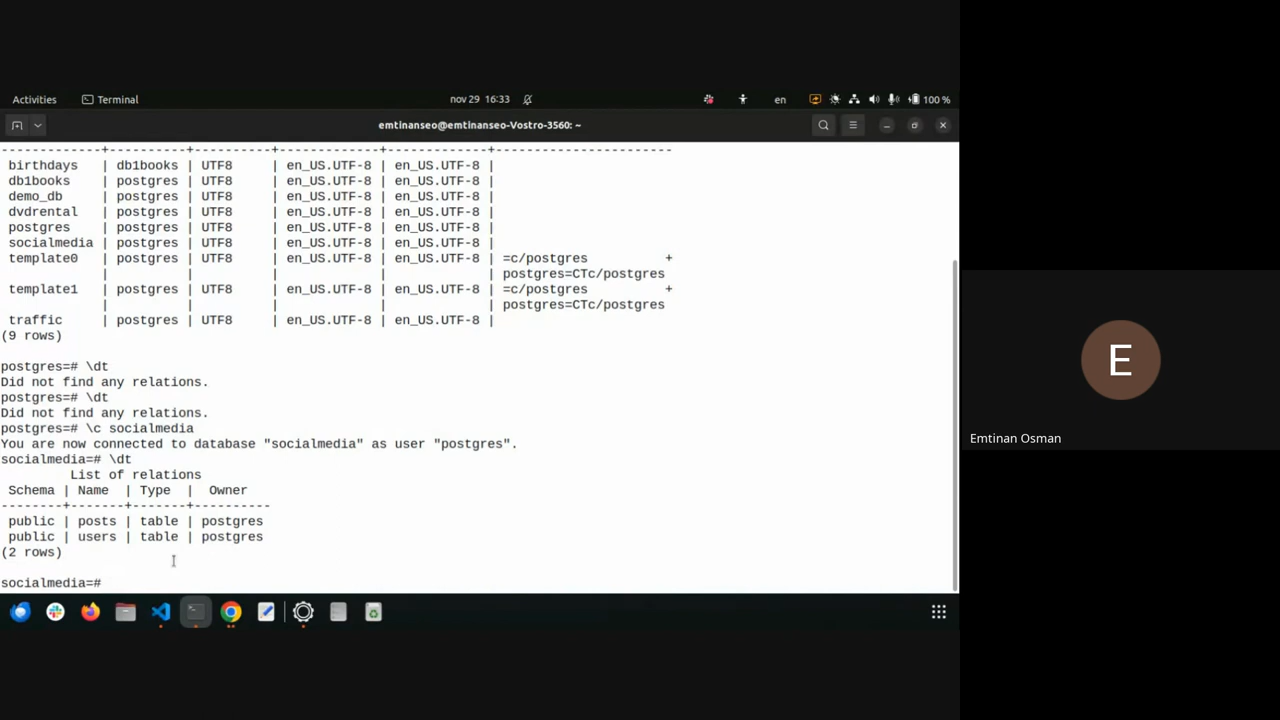 Activities Terminal nov 29 16:33 en 100 %
emtinanseo@emtinanseo-Vostro-3560: ~
-------------+----------+----------+-------------+-------------+-----------------------
birthdays | db1books | UTF8 | en_US.UTF-8 | en_US.UTF-8 |
db1books | postgres | UTF8 | en_US.UTF-8 | en_US.UTF-8 |
demo_db | postgres | UTF8 | en_US.UTF-8 | en_US.UTF-8 |
dvdrental | postgres | UTF8 | en_US.UTF-8 | en_US.UTF-8 |
postgres | postgres | UTF8 | en_US.UTF-8 | en_US.UTF-8 |
socialmedia | postgres | UTF8 | en_US.UTF-8 | en_US.UTF-8 |
template0 | postgres | UTF8 | en_US.UTF-8 | en_US.UTF-8 | =c/postgres +
| | | | | postgres=CTc/postgres
template1 | postgres | UTF8 | en_US.UTF-8 | en_US.UTF-8 | =c/postgres +
| | | | | postgres=CTc/postgres
traffic | postgres | UTF8 | en_US.UTF-8 | en_US.UTF-8 |
(9 rows)
postgres=# \dt
Did not find any relations.
postgres=# \dt
Did not find any relations.
postgres=# \c socialmedia
You are now connected to database "socialmedia" as user "postgres".
socialmedia=# \dt
List of relations
Schema | Name | Type | Owner
--------+-------+-------+----------
public | posts | table | postgres
public | users | table | postgres
(2 rows)
socialmedia=#
E
Emtinan Osman